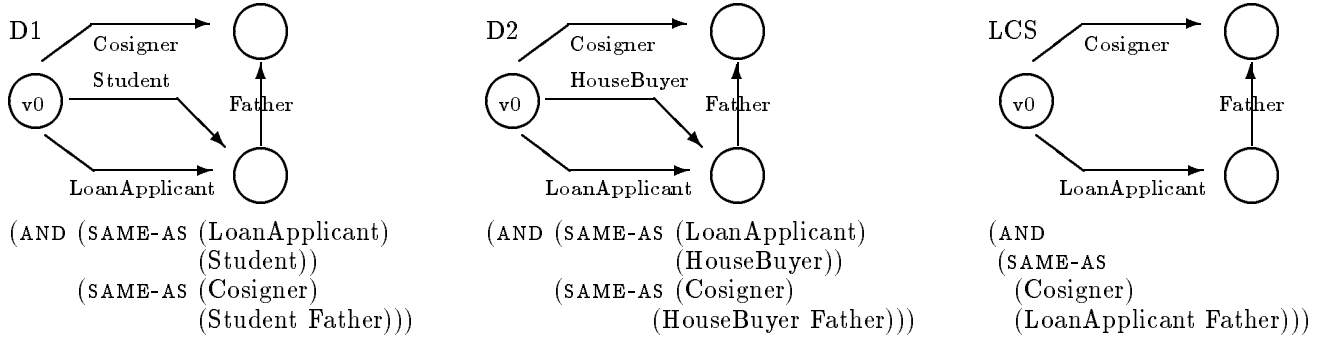 D1
Cosigner
Student
v0
Father
LoanApplicant
(AND (SAME-AS (LoanApplicant)
(Student))
(SAME-AS (Cosigner)
(Student Father)))
D2
Cosigner
HouseBuyer
v0
Father
LoanApplicant
(AND (SAME-AS (LoanApplicant)
(HouseBuyer))
(SAME-AS (Cosigner)
(HouseBuyer Father)))
LCS
Cosigner
v0
Father
LoanApplicant
(AND
(SAME-AS
(Cosigner)
(LoanApplicant Father)))